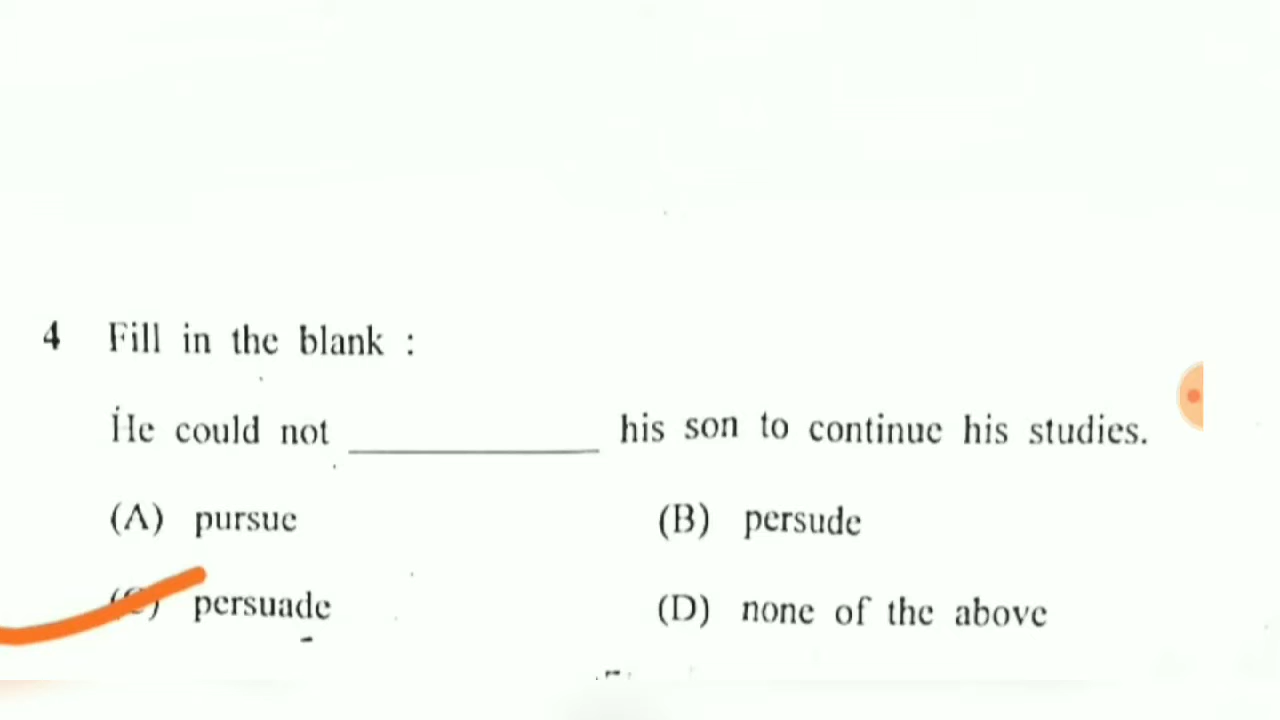 4 Fill in the blank :
He could not ____________ his son to continue his studies.
(A) pursue (B) persude
(C) persuade (D) none of the above